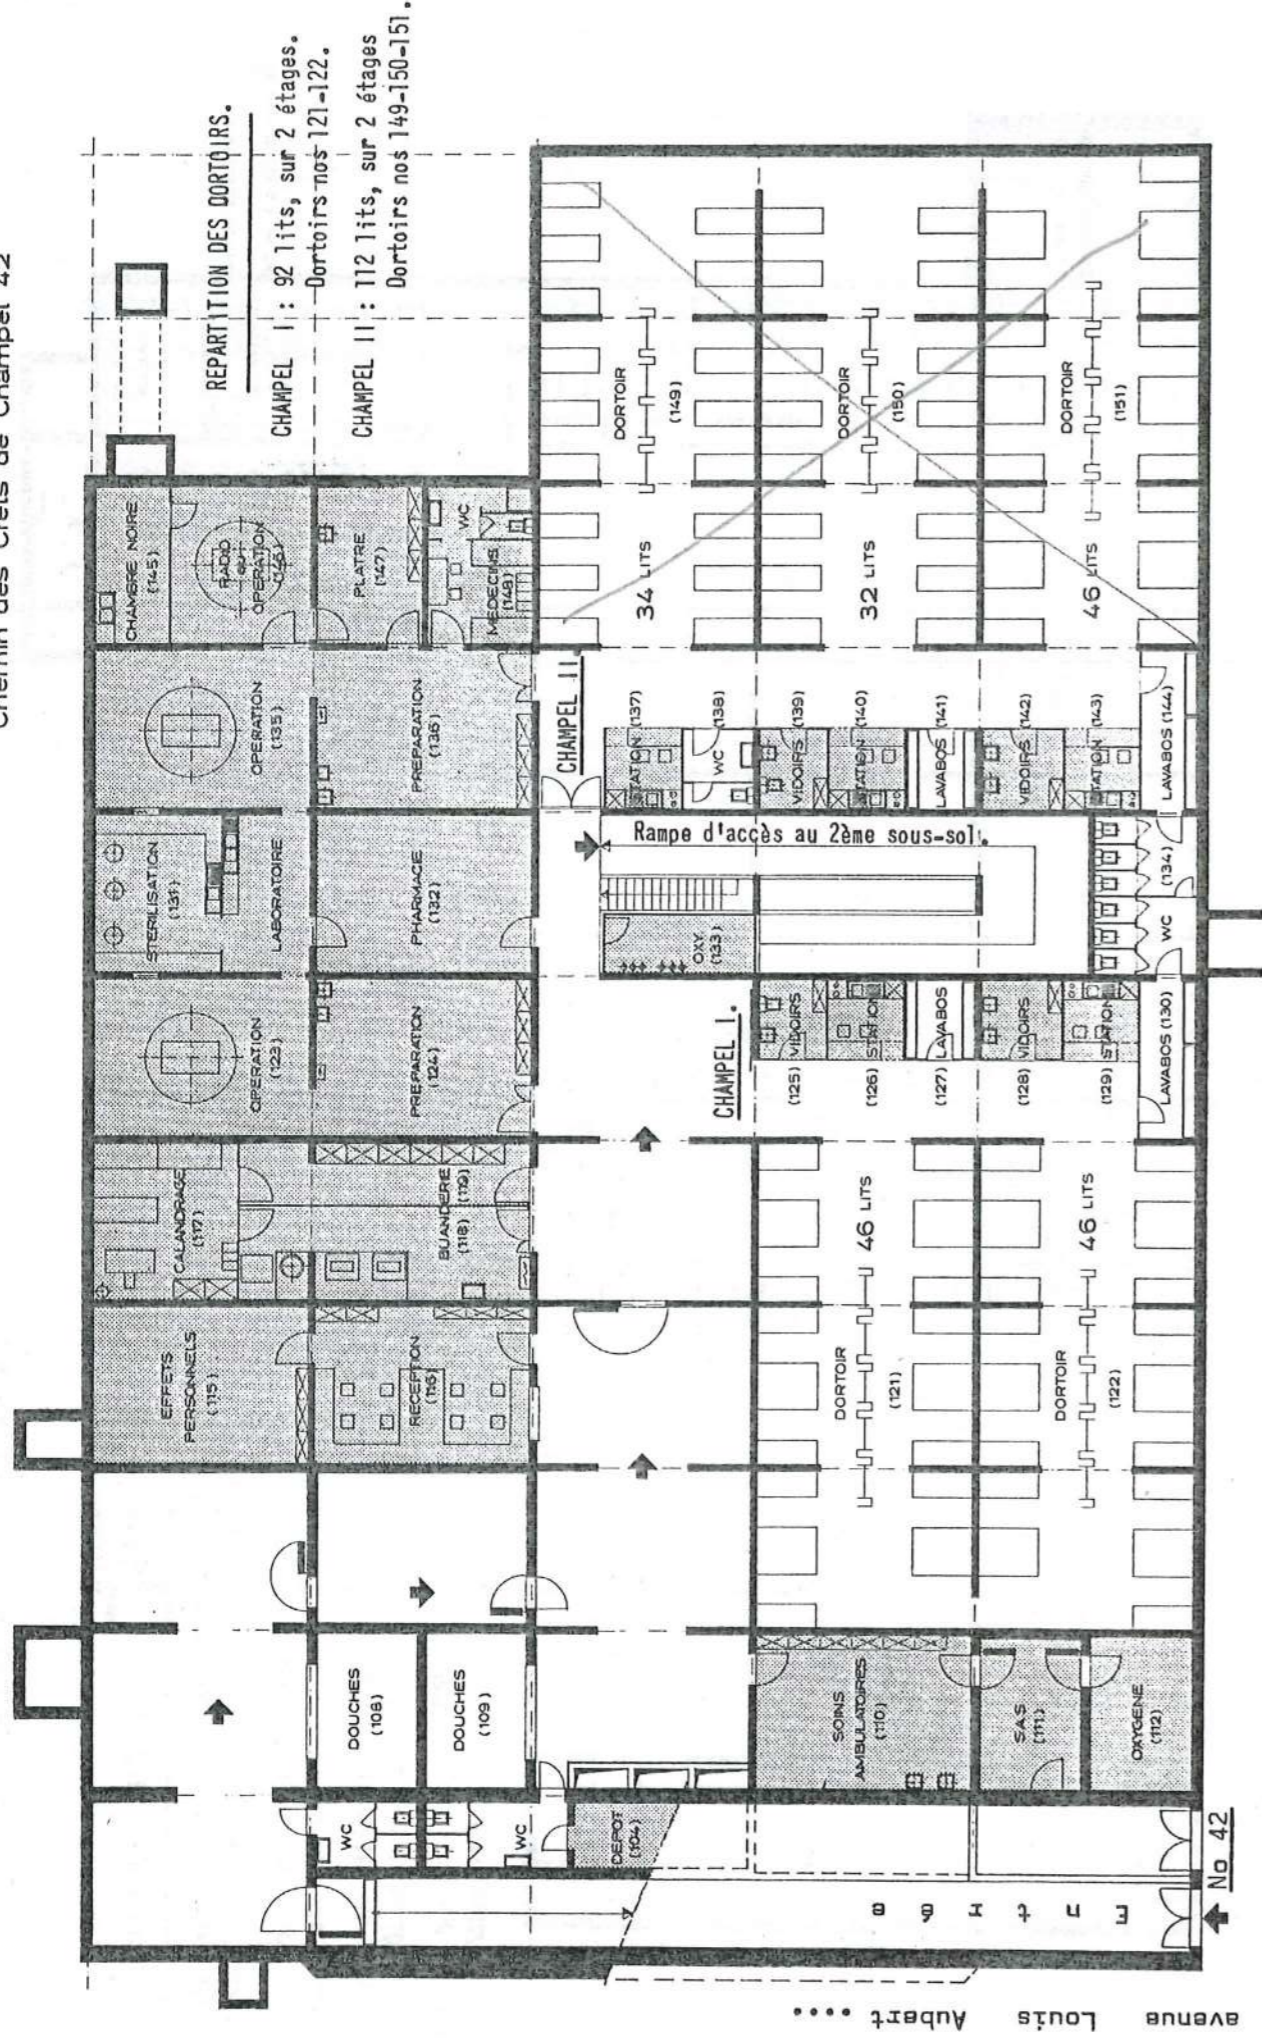 Chemin des Crêts de Champel 42
REPARTITION DES DORTOIRS.
CHAMPEL I : 92 lits, sur 2 étages.
Dortoirs nos 121-122.
CHAMPEL II : 112 lits, sur 2 étages
Dortoirs nos 149-150-151.
CHAMBRE NOIRE
(145)
RADIO
OPERATION
(146)
PLATRE
(147)
MEDECINS
(148)
WC
OPERATION
(135)
PREPARATION
(136)
STERILISATION
(131)
LABORATOIRE
PHARMACIE
(132)
OPERATION
(123)
PREPARATION
(124)
CALANDRAGE
(117)
BUANDERIE
(118) (119)
EFFETS
PERSONNELS
(115)
RECEPTION
(116)
DOUCHES
(108)
DOUCHES
(109)
WC
WC
DEPOT
(104)
DORTOIR
(149)
34 LITS
DORTOIR
(150)
32 LITS
DORTOIR
(151)
46 LITS
CHAMPEL II.
STATION (137)
WC (138)
VIDOIRS (139)
STATION (140)
LAVABOS (141)
VIDOIRS (142)
STATION (143)
LAVABOS (144)
Rampe d'accès au 2ème sous-sol.
OXY.
(133)
WC (134)
CHAMPEL I.
(125) VIDOIRS
(126) STATION
(127) LAVABOS
(128) VIDOIRS
(129) STATION
LAVABOS (130)
46 LITS
DORTOIR
(121)
46 LITS
DORTOIR
(122)
SOINS
AMBULATOIRES
(110)
SAS
(111)
OXYGENE
(112)
Entrée
No 42
avenue Louis Aubert ....